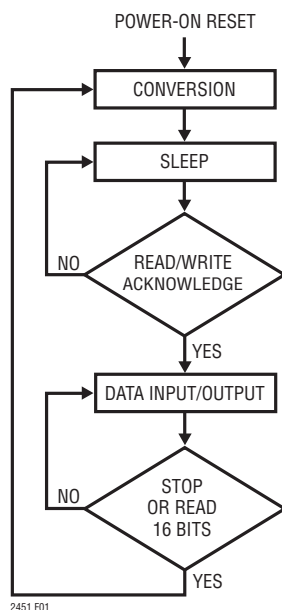 POWER-ON RESET
CONVERSION
SLEEP
NO
READ/WRITE
ACKNOWLEDGE
YES
DATA INPUT/OUTPUT
NO
STOP
OR READ
16 BITS
YES
2451 F01